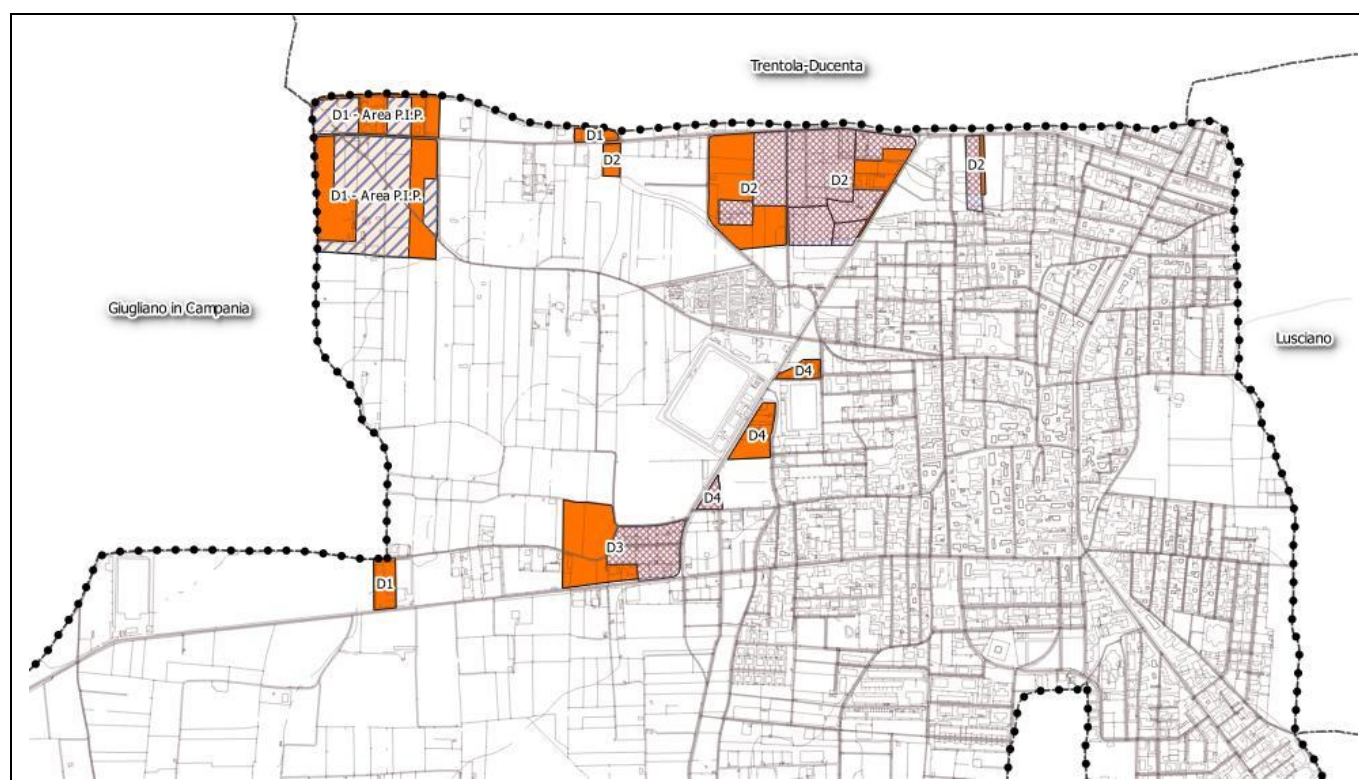 Trentola-Ducenta
D1 - Area P.I.P.
D1
D2
D2
D2
D2
D1 - Area P.I.P.
Giugliano in Campania
Lusciano
D4
D4
D4
D3
D1